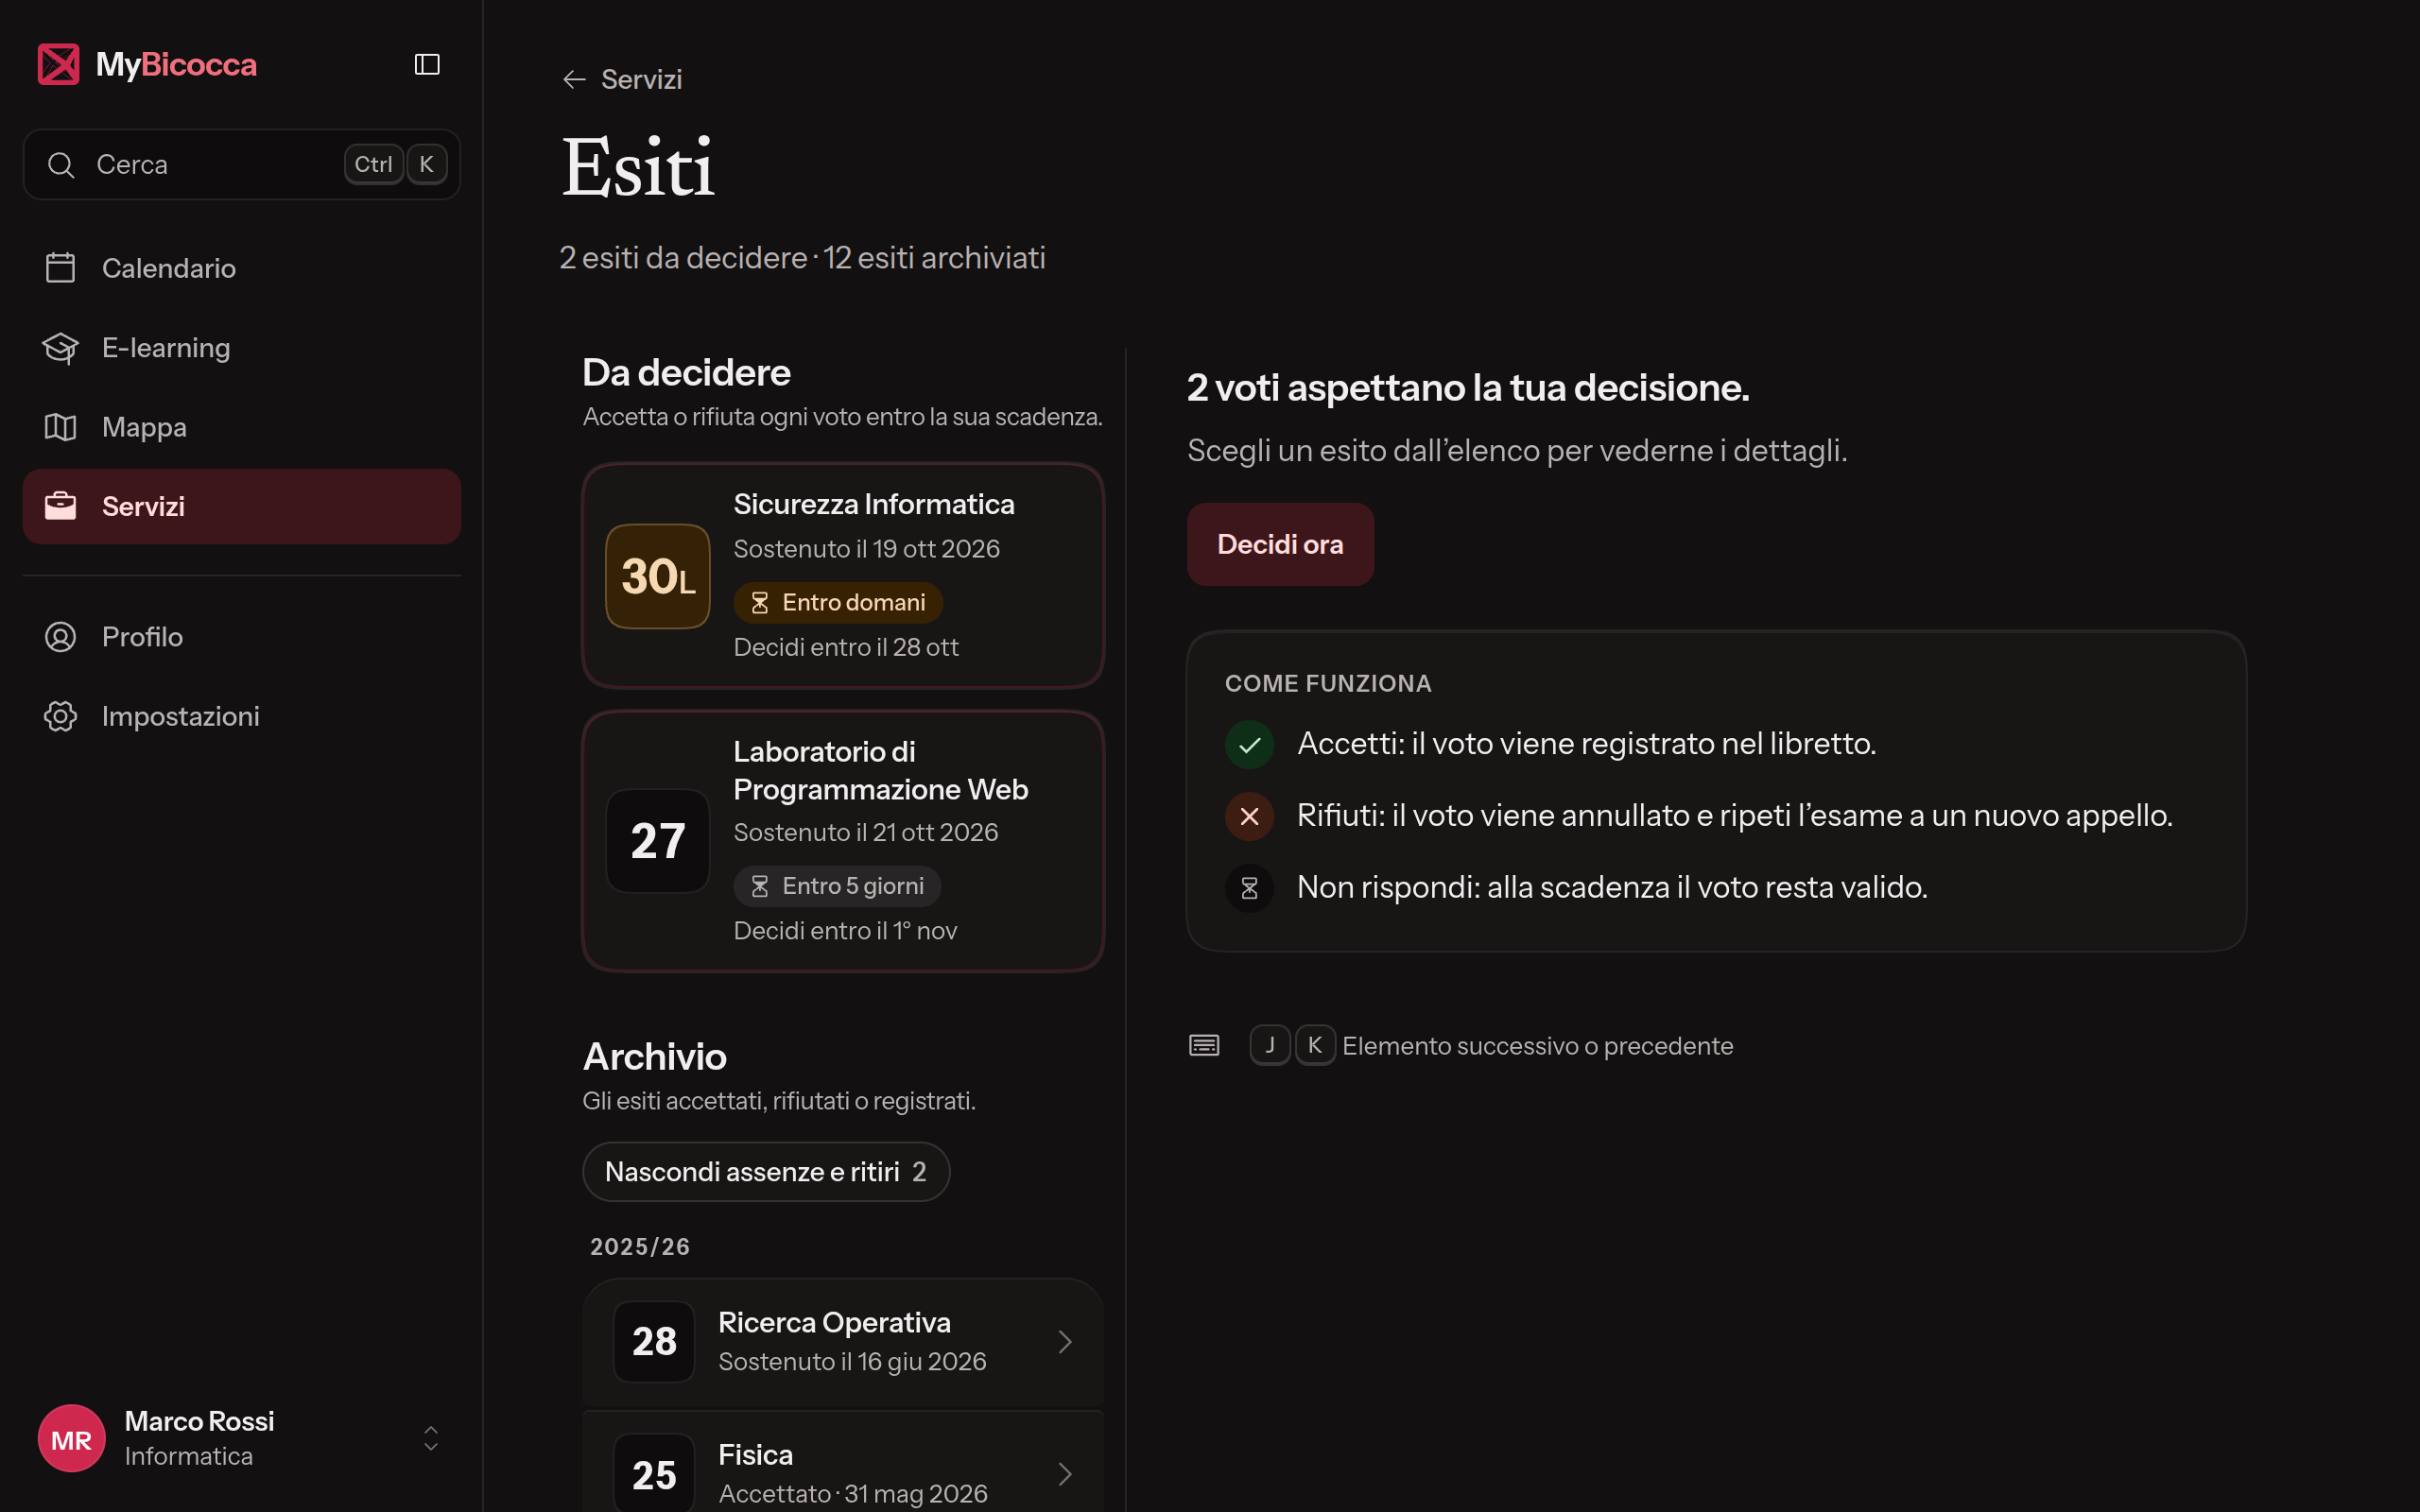 MyBicocca
Cerca Ctrl K
Calendario
E-learning
Mappa
Servizi
Profilo
Impostazioni
MR Marco Rossi
Informatica
Servizi
Esiti
2 esiti da decidere · 12 esiti archiviati
Da decidere
Accetta o rifiuta ogni voto entro la sua scadenza.
30L
Sicurezza Informatica
Sostenuto il 19 ott 2026
Entro domani
Decidi entro il 28 ott
27
Laboratorio di
Programmazione Web
Sostenuto il 21 ott 2026
Entro 5 giorni
Decidi entro il 1° nov
Archivio
Gli esiti accettati, rifiutati o registrati.
Nascondi assenze e ritiri 2
2025/26
28
Ricerca Operativa
Sostenuto il 16 giu 2026
25
Fisica
Accettato · 31 mag 2026
2 voti aspettano la tua decisione.
Scegli un esito dall’elenco per vederne i dettagli.
Decidi ora
COME FUNZIONA
Accetti: il voto viene registrato nel libretto.
Rifiuti: il voto viene annullato e ripeti l’esame a un nuovo appello.
Non rispondi: alla scadenza il voto resta valido.
J K Elemento successivo o precedente